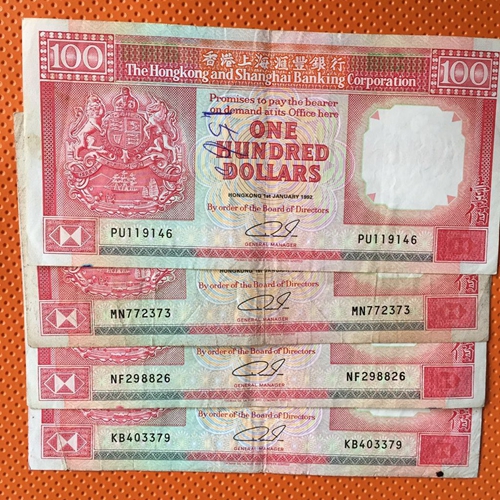 100
香港上海滙豐銀行
100
The Hongkong and Shanghai Banking Corporation
Promises to pay the bearer
on demand at its Office here
ONE
HUNDRED
DOLLARS
HONGKONG 1st JANUARY 1992
By order of the Board of Directors
GENERAL MANAGER
PU119146
PU119146
HONGKONG 1st JANUARY
By order of the Board of Directors
MN772373
MN772373
GENERAL MANAGER
By order of the Board of Directors
NF298826
NF298826
GENERAL MANAGER
By order of the Board of Directors
KB403379
KB403379
GENERAL MANAGER